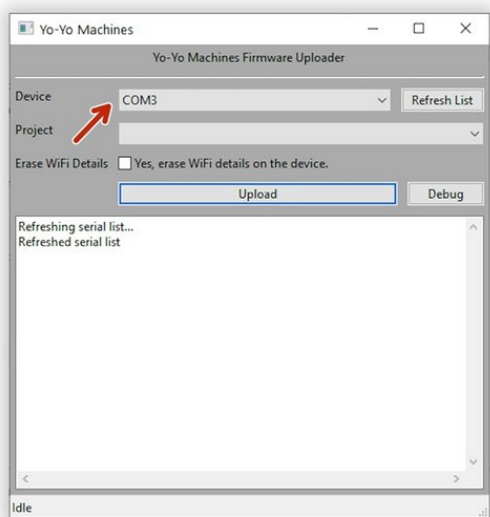 Yo-Yo Machines
Yo-Yo Machines Firmware Uploader
Device COM3 Refresh List
Project
Erase WiFi Details Yes, erase WiFi details on the device.
Upload Debug
Refreshing serial list...
Refreshed serial list
Idle